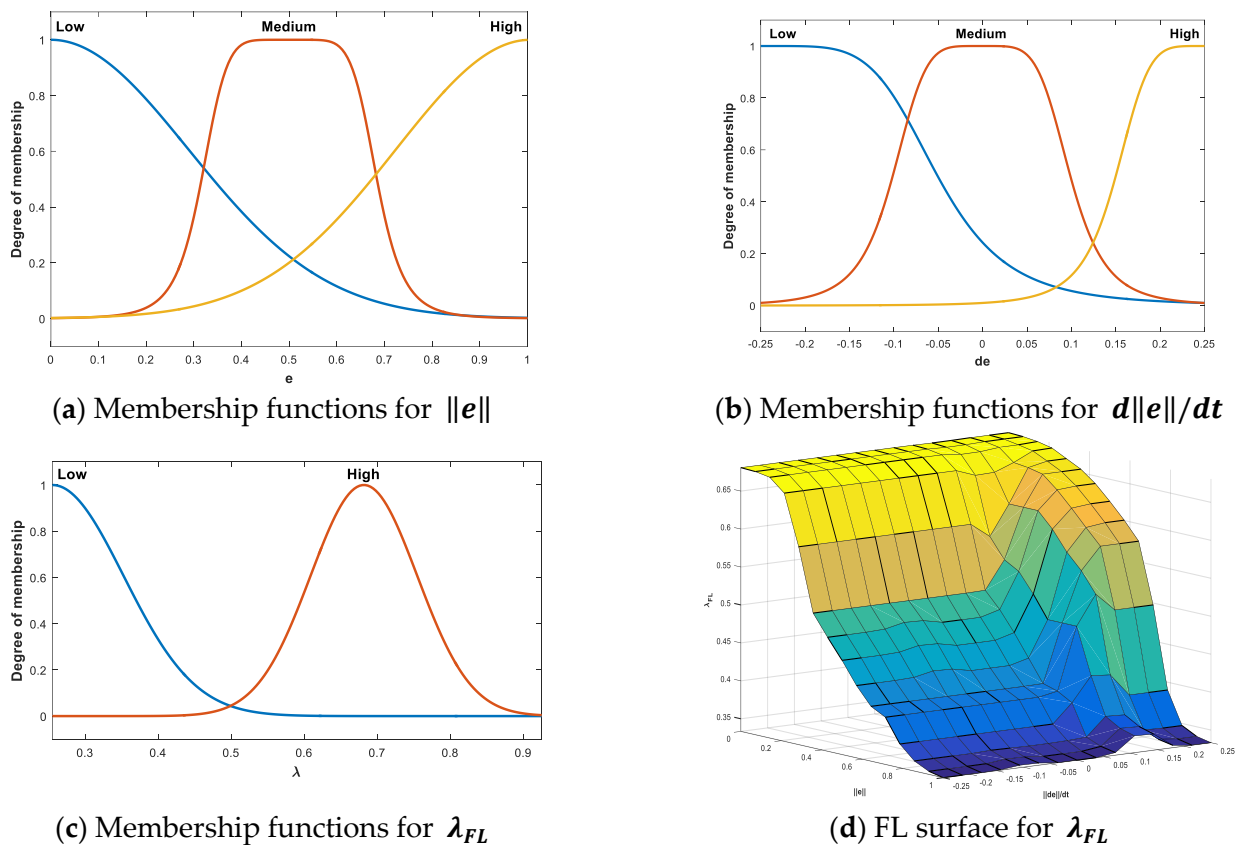 Low Medium High
Degree of membership
1
0.8
0.6
0.4
0.2
0
0 0.1 0.2 0.3 0.4 0.5 0.6 0.7 0.8 0.9 1
e
(a) Membership functions for ||e||
Low Medium High
Degree of membership
1
0.8
0.6
0.4
0.2
0
-0.25 -0.2 -0.15 -0.1 -0.05 0 0.05 0.1 0.15 0.2 0.25
de
(b) Membership functions for d||e||/dt
Low High
Degree of membership
1
0.8
0.6
0.4
0.2
0
0.3 0.4 0.5 0.6 0.7 0.8 0.9
λ
(c) Membership functions for λFL
λFL
0.65
0.6
0.55
0.5
0.45
0.4
0.35
0 0.2 0.4 0.6 0.8 1
||e||
-0.25 -0.2 -0.15 -0.1 -0.05 0 0.05 0.1 0.15 0.2 0.25
||de||/dt
(d) FL surface for λFL